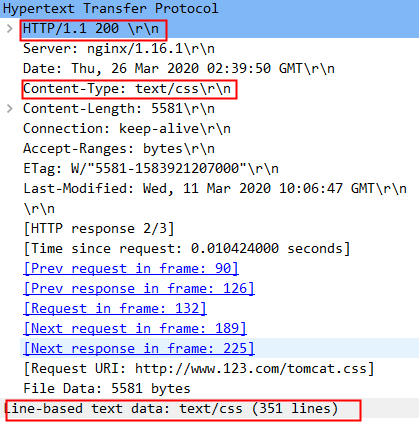 Hypertext Transfer Protocol
HTTP/1.1 200 \r\n
Server: nginx/1.16.1\r\n
Date: Thu, 26 Mar 2020 02:39:50 GMT\r\n
Content-Type: text/css\r\n
Content-Length: 5581\r\n
Connection: keep-alive\r\n
Accept-Ranges: bytes\r\n
ETag: W/"5581-1583921207000"\r\n
Last-Modified: Wed, 11 Mar 2020 10:06:47 GMT\r\n
\r\n
[HTTP response 2/3]
[Time since request: 0.010424000 seconds]
[Prev request in frame: 90]
[Prev response in frame: 126]
[Request in frame: 132]
[Next request in frame: 189]
[Next response in frame: 225]
[Request URI: http://www.123.com/tomcat.css]
File Data: 5581 bytes
Line-based text data: text/css (351 lines)